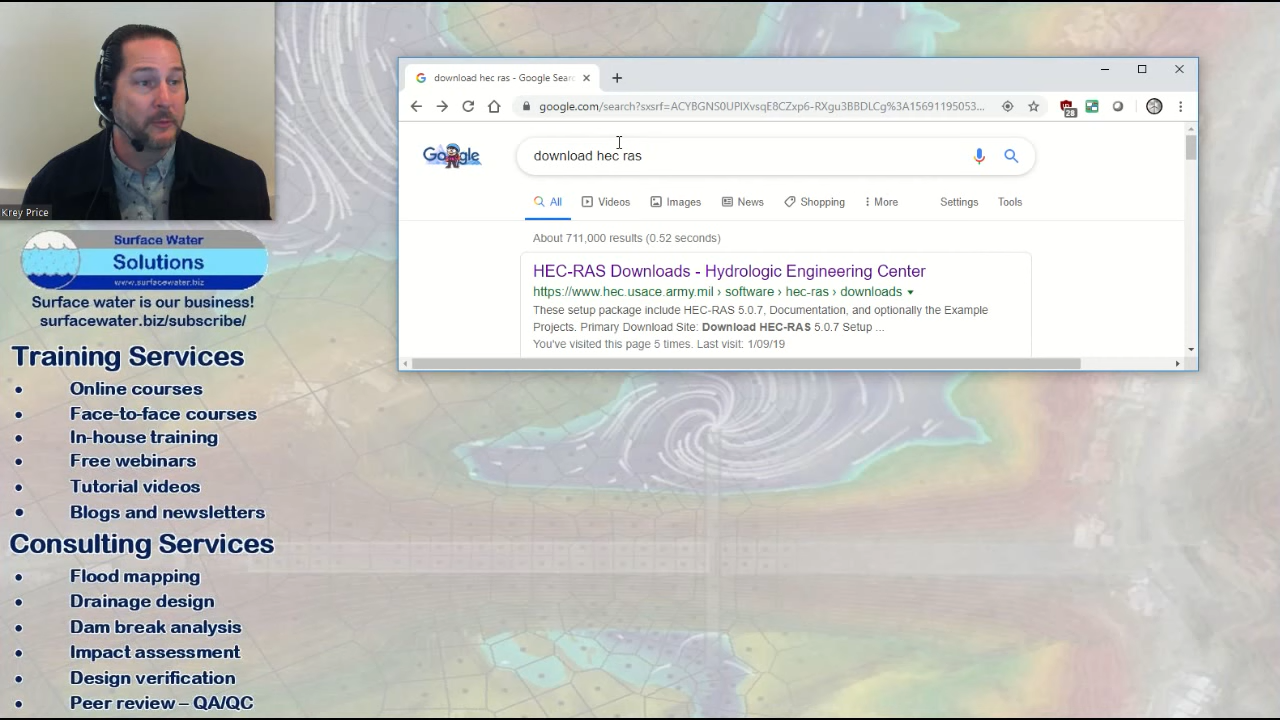 Krey Price
Surface Water
Solutions
www.surfacewater.biz
Surface water is our business!
surfacewater.biz/subscribe/
Training Services
• Online courses
• Face-to-face courses
• In-house training
• Free webinars
• Tutorial videos
• Blogs and newsletters
Consulting Services
• Flood mapping
• Drainage design
• Dam break analysis
• Impact assessment
• Design verification
• Peer review – QA/QC
download hec ras - Google Sear
google.com/search?sxsrf=ACYBGNS0UPIXvsqE8CZxp6-RXgu3BBDLCg%3A15691195053...
28
Google
download hec ras
All Videos Images News Shopping More Settings Tools
About 711,000 results (0.52 seconds)
HEC-RAS Downloads - Hydrologic Engineering Center
https://www.hec.usace.army.mil › software › hec-ras › downloads
These setup package include HEC-RAS 5.0.7, Documentation, and optionally the Example
Projects. Primary Download Site: Download HEC-RAS 5.0.7 Setup ...
You've visited this page 5 times. Last visit: 1/09/19